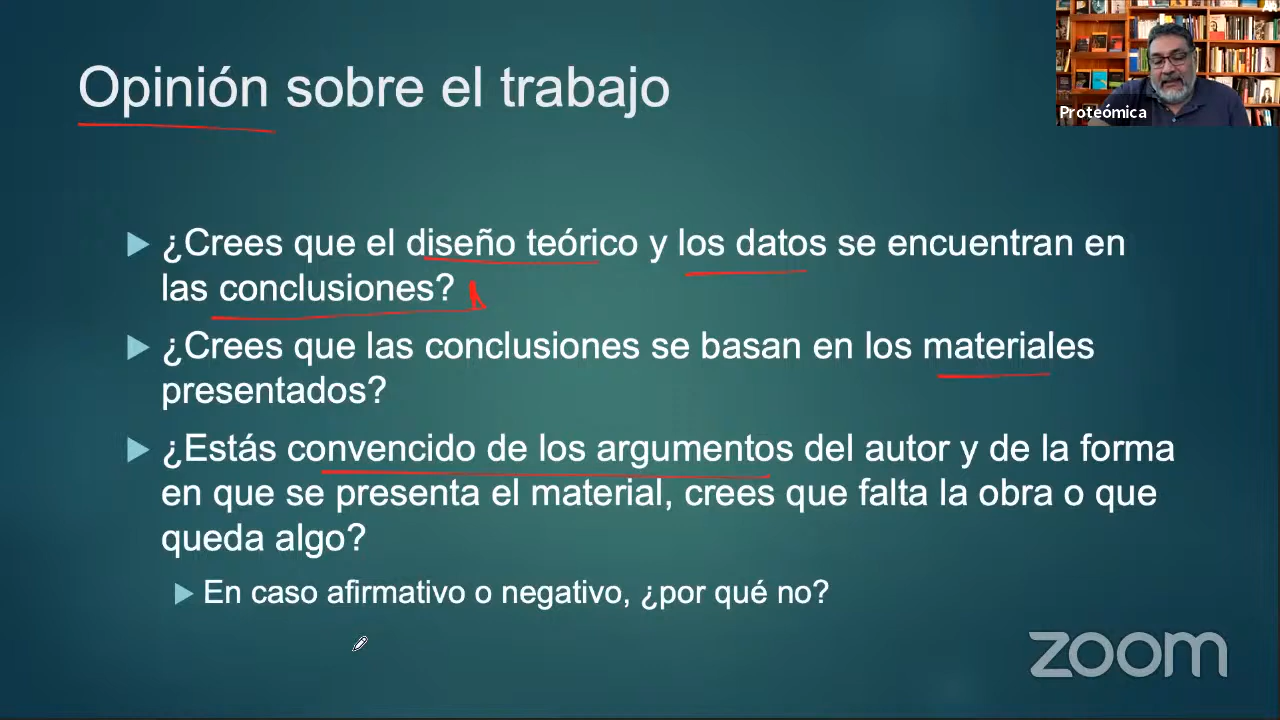 Opinión sobre el trabajo
Proteómica
¿Crees que el diseño teórico y los datos se encuentran en
las conclusiones?
¿Crees que las conclusiones se basan en los materiales
presentados?
¿Estás convencido de los argumentos del autor y de la forma
en que se presenta el material, crees que falta la obra o que
queda algo?
En caso afirmativo o negativo, ¿por qué no?
zoom